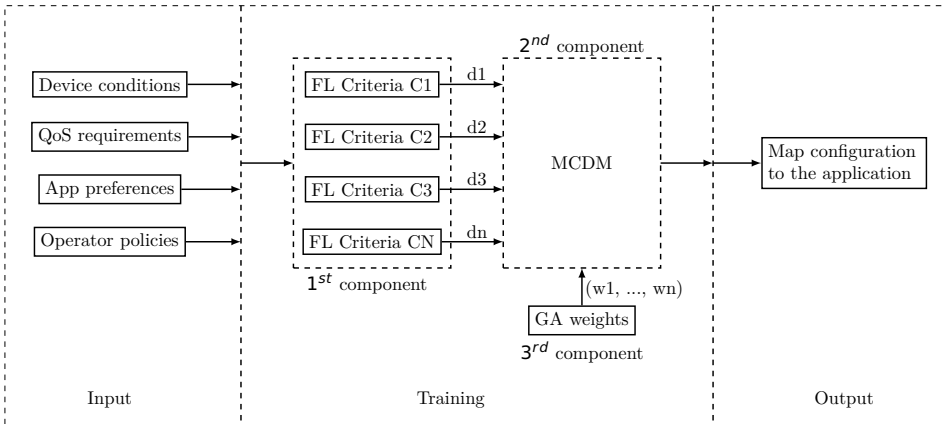 2nd component
Device conditions
FL Criteria C1
d1
QoS requirements
FL Criteria C2
d2
MCDM
Map configuration
to the application
App preferences
FL Criteria C3
d3
Operator policies
FL Criteria CN
dn
1st component
(w1, ..., wn)
GA weights
3rd component
Input
Training
Output